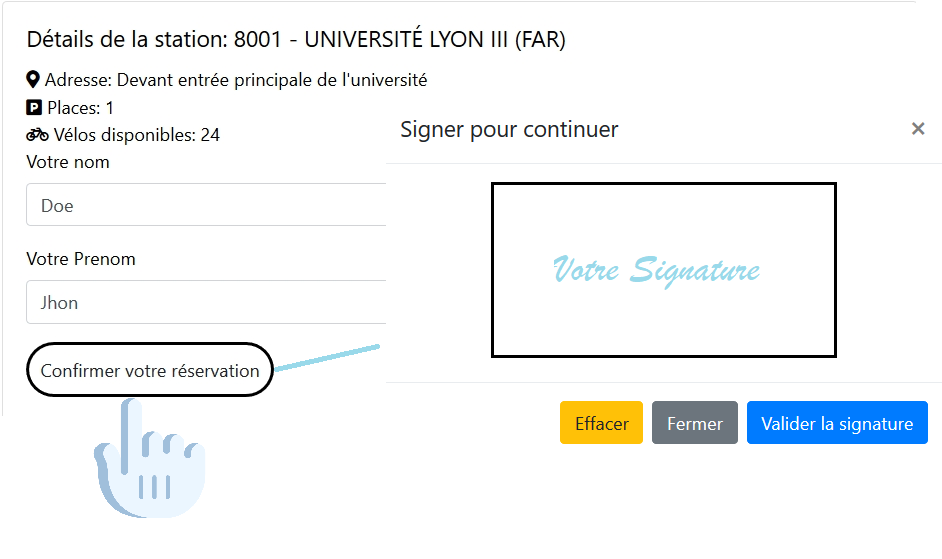 Détails de la station: 8001 - UNIVERSITÉ LYON III (FAR)
Adresse: Devant entrée principale de l'université
P Places: 1
Vélos disponibles: 24
Votre nom
Doe
Votre Prenom
Jhon
Confirmer votre réservation
Signer pour continuer
×
Votre Signature
Effacer
Fermer
Valider la signature